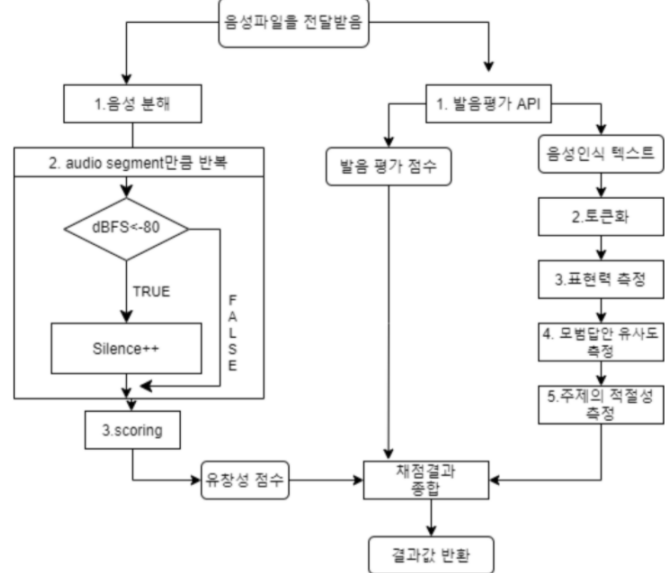 음성파일을 전달받음
1.음성 분해
2. audio segment만큼 반복
dBFS<-80
TRUE
FALSE
Silence++
3.scoring
유창성 점수
1. 발음평가 API
발음 평가 점수
음성인식 텍스트
2.토큰화
3.표현력 측정
4. 모범답안 유사도
측정
5.주제의 적절성
측정
채점결과
종합
결과값 반환